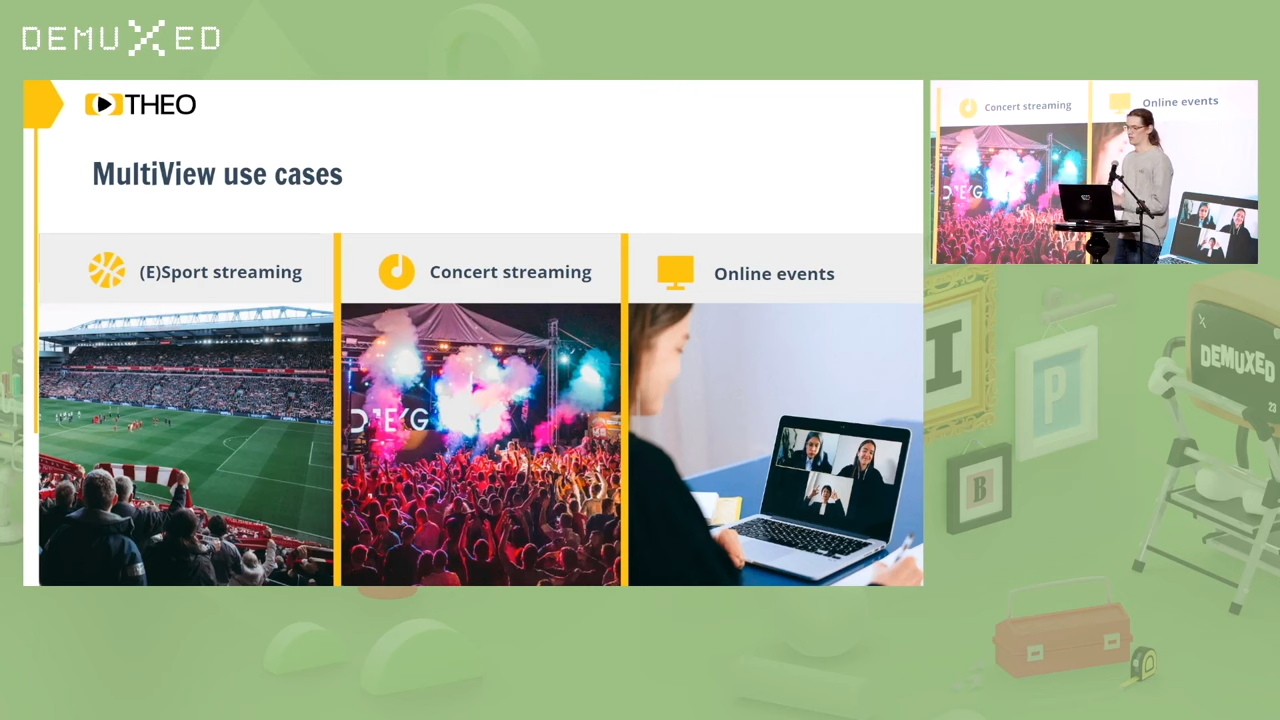 DEMUXED
THEO
MultiView use cases
(E)Sport streaming
Concert streaming
Online events
Concert streaming
Online events
I
P
B
DEMUXED